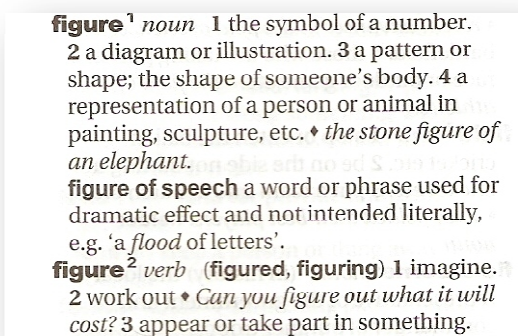 figure¹ noun 1 the symbol of a number.
2 a diagram or illustration. 3 a pattern or
shape; the shape of someone's body. 4 a
representation of a person or animal in
painting, sculpture, etc. ♦ the stone figure of
an elephant.
figure of speech a word or phrase used for
dramatic effect and not intended literally,
e.g. 'a flood of letters'.
figure² verb (figured, figuring) 1 imagine.
2 work out ♦ Can you figure out what it will
cost? 3 appear or take part in something.